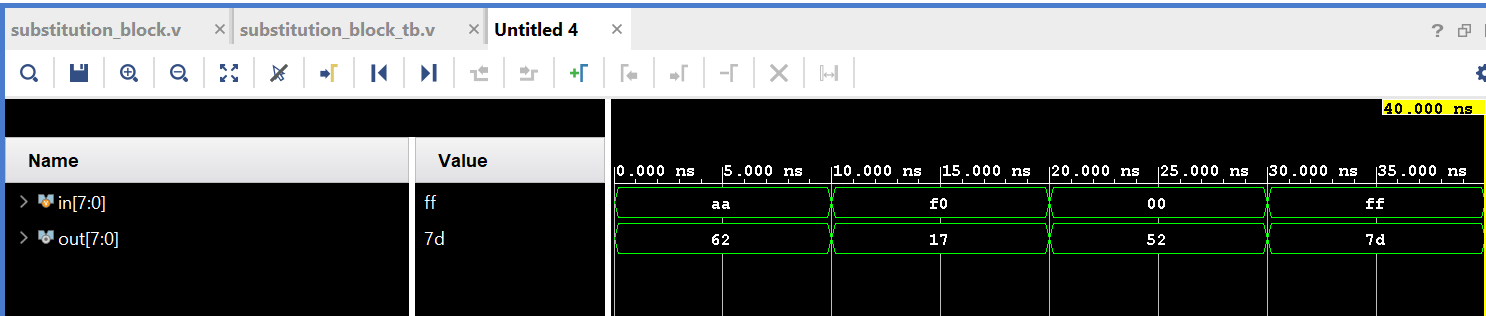 substitution_block.v × substitution_block_tb.v × Untitled 4 ×
?
40.000 ns
Name Value
0.000 ns 5.000 ns 10.000 ns 15.000 ns 20.000 ns 25.000 ns 30.000 ns 35.000 ns
in[7:0] ff aa f0 00 ff
out[7:0] 7d 62 17 52 7d